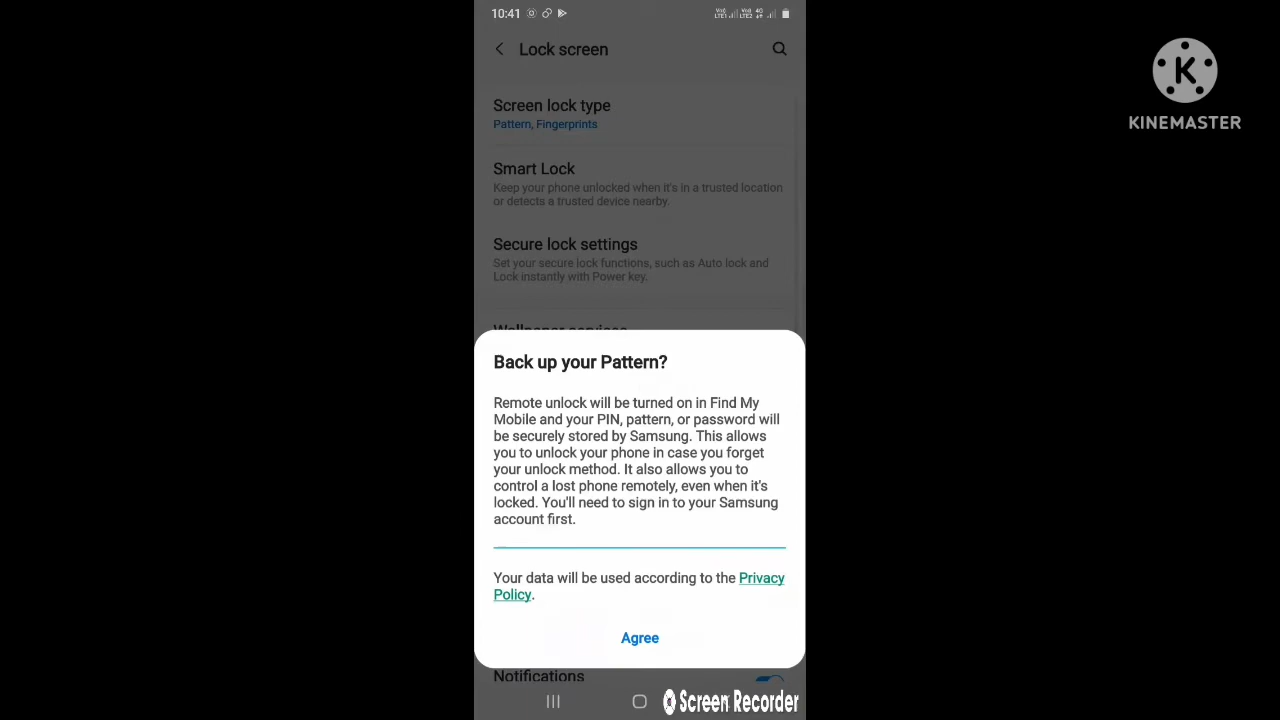 10:41
VoLTE1 VoLTE2 4G
Lock screen
Screen lock type
Pattern, Fingerprints
Smart Lock
Keep your phone unlocked when it's in a trusted location
or detects a trusted device nearby.
Secure lock settings
Set your secure lock functions, such as Auto lock and
Lock instantly with Power key.
Wallpaper services
Back up your Pattern?
Remote unlock will be turned on in Find My
Mobile and your PIN, pattern, or password will
be securely stored by Samsung. This allows
you to unlock your phone in case you forget
your unlock method. It also allows you to
control a lost phone remotely, even when it's
locked. You'll need to sign in to your Samsung
account first.
Your data will be used according to the Privacy
Policy.
Agree
Notifications
Screen Recorder
K
KINEMASTER